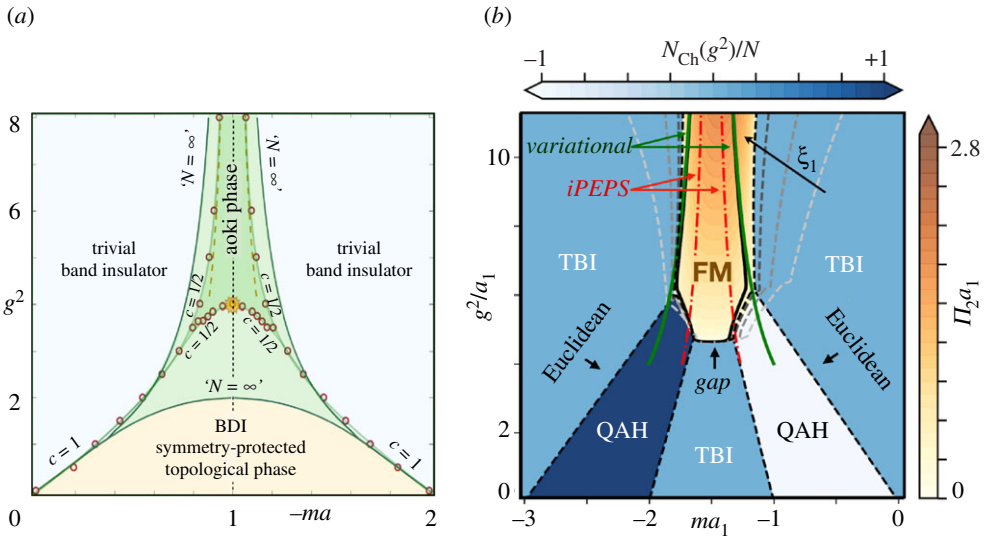 (a)
8
6
g²
2
0
1
–ma
2
'N = ∞'
'N = ∞'
aoki phase
trivial
band insulator
trivial
band insulator
c = 1/2
c = 1/2
c = 1/2
c = 1/2
'N = ∞'
BDI
symmetry-protected
topological phase
c = 1
c = 1
(b)
N_Ch(g²)/N
–1
+1
variational
iPEPS
ξ₁
10
g²/a₁
2
0
TBI
FM
TBI
Euclidean
Euclidean
gap
QAH
TBI
QAH
–3
–2
ma₁
–1
0
2.8
Π₂a₁
0